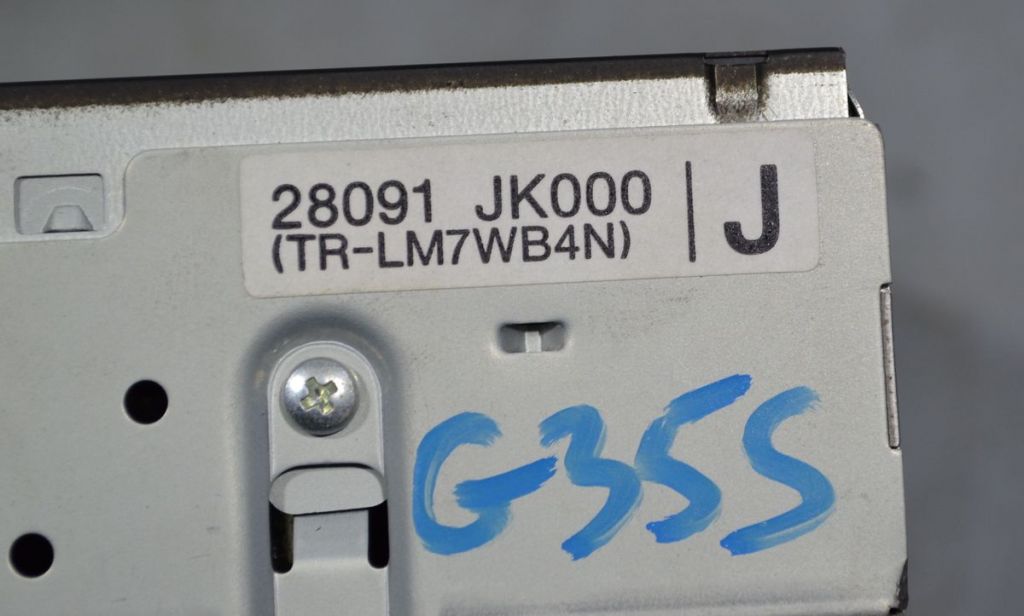 28091 JK000 | J
(TR-LM7WB4N)
G35S